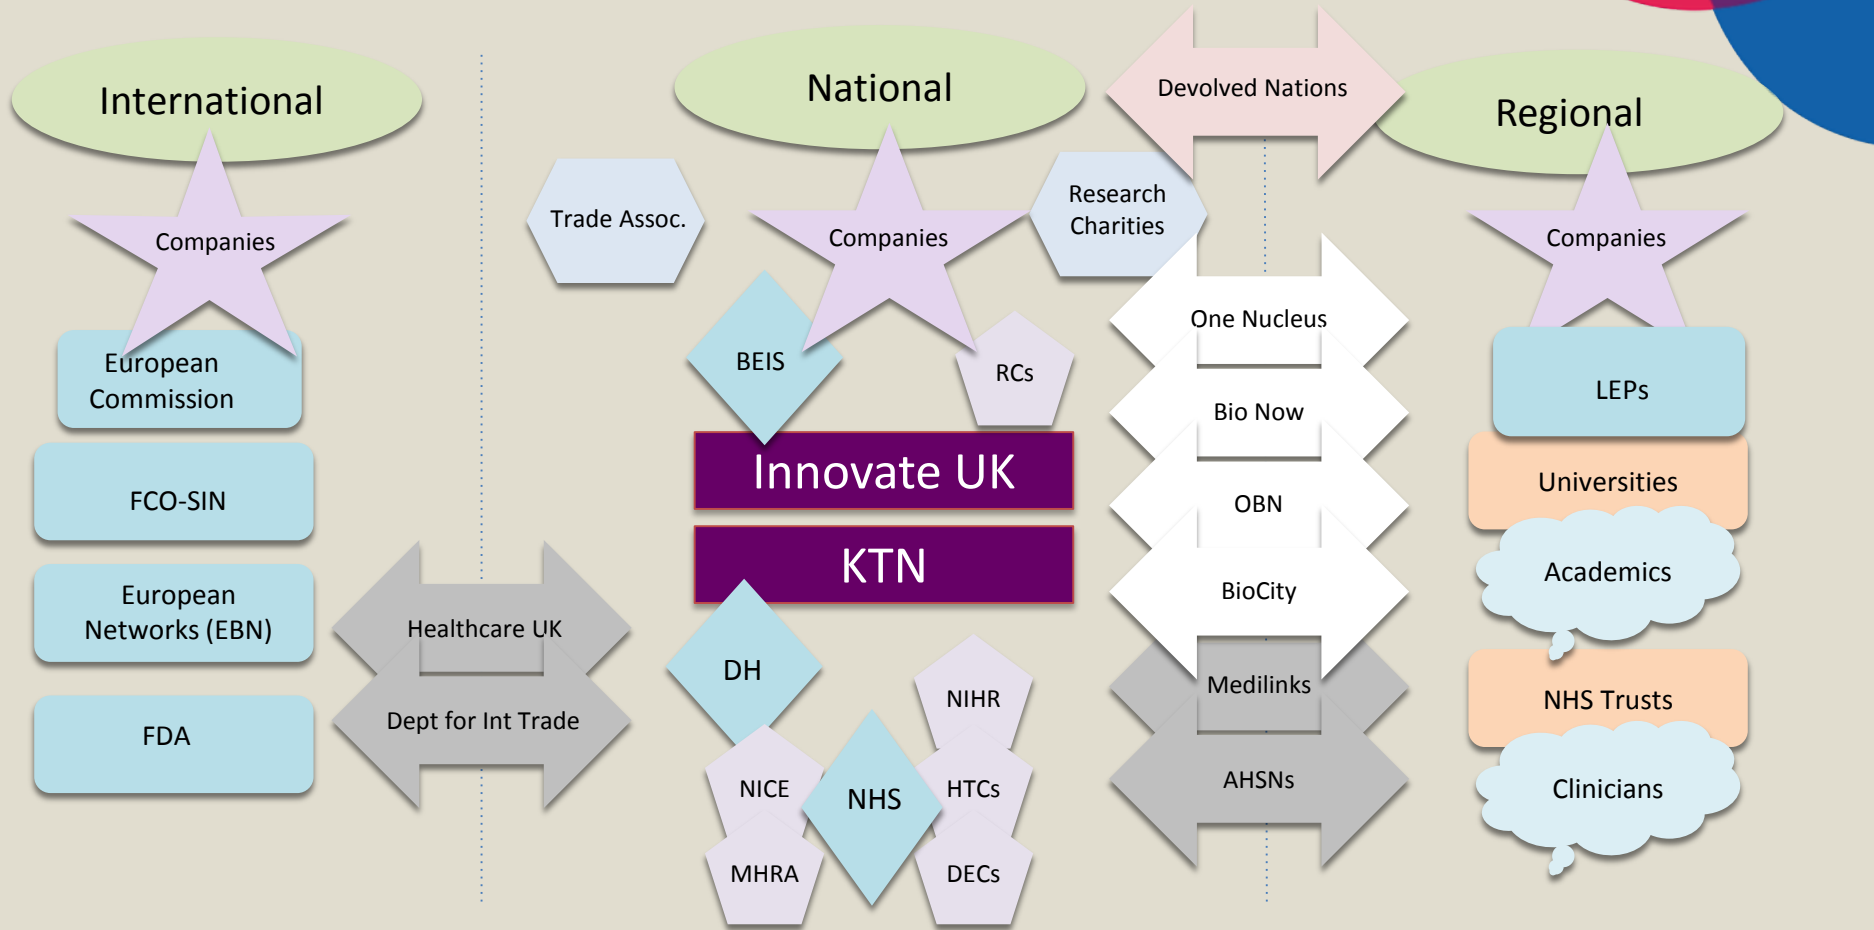 International
National
Devolved Nations
Regional
Companies
Trade Assoc.
Companies
Research
Charities
Companies
European
Commission
BEIS
RCs
One Nucleus
LEPs
Bio Now
FCO-SIN
Innovate UK
OBN
Universities
KTN
European
Networks (EBN)
Healthcare UK
BioCity
Academics
FDA
Dept for Int Trade
DH
NIHR
Medilinks
NHS Trusts
NICE
NHS
HTCs
AHSNs
Clinicians
MHRA
DECs